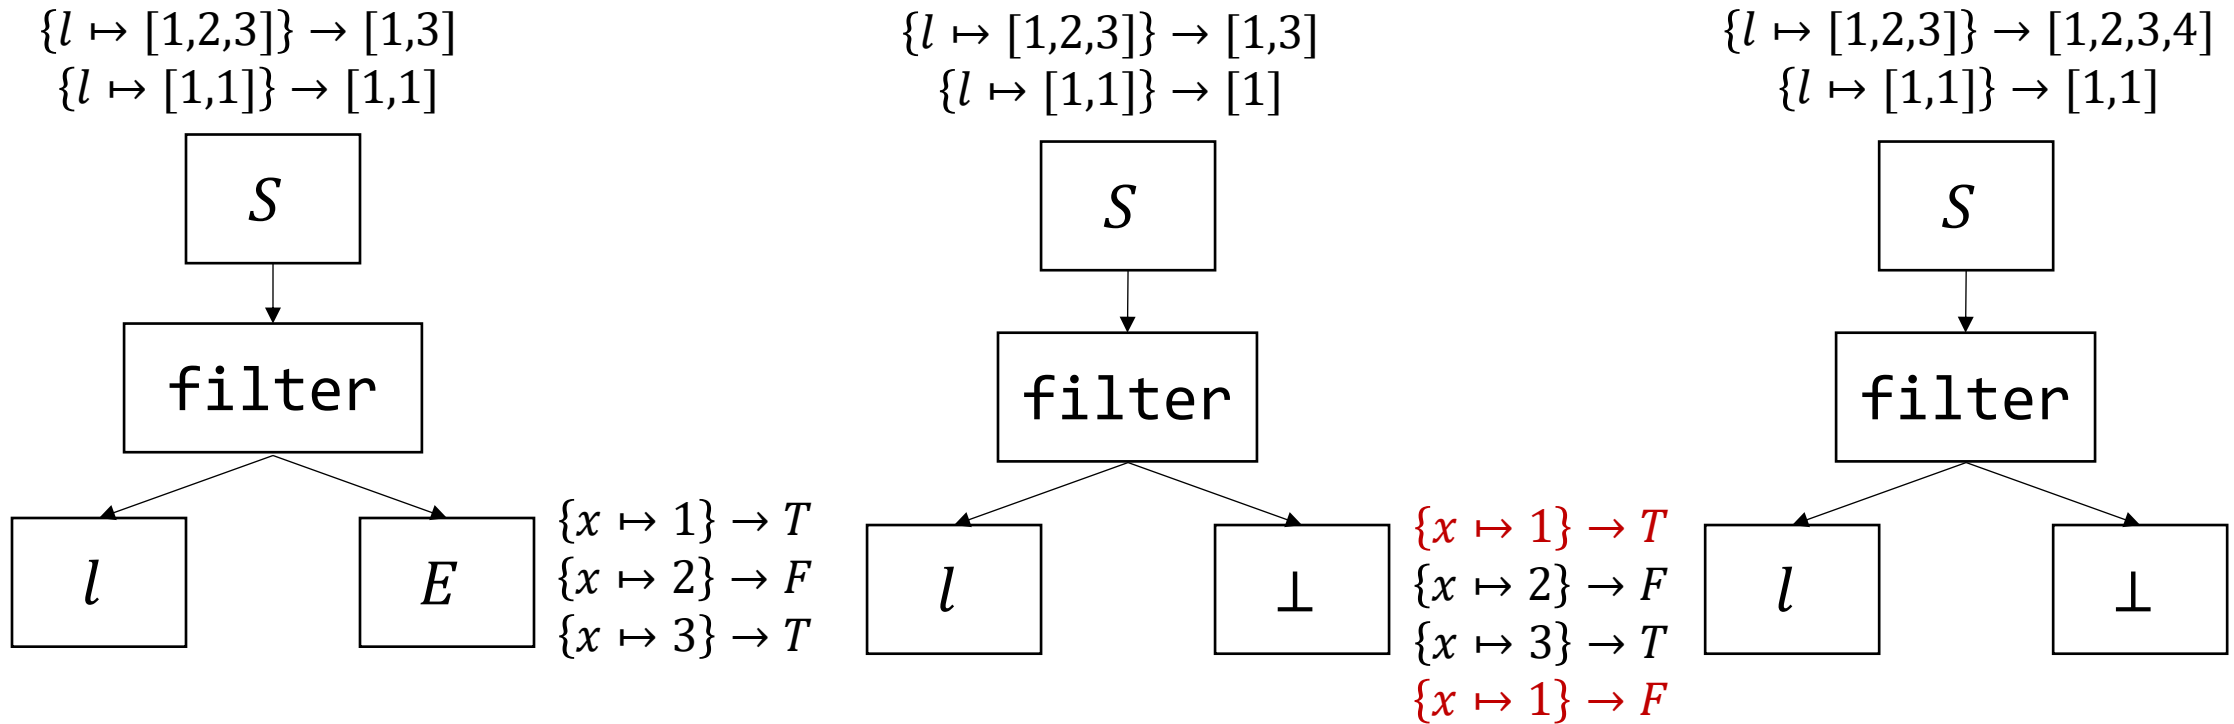 {l ↦ [1,2,3]} → [1,3]
{l ↦ [1,1]} → [1,1]
S
filter
l
E
{x ↦ 1} → T
{x ↦ 2} → F
{x ↦ 3} → T
{l ↦ [1,2,3]} → [1,3]
{l ↦ [1,1]} → [1]
S
filter
l
⊥
{x ↦ 1} → T
{x ↦ 2} → F
{x ↦ 3} → T
{x ↦ 1} → F
{l ↦ [1,2,3]} → [1,2,3,4]
{l ↦ [1,1]} → [1,1]
S
filter
l
⊥